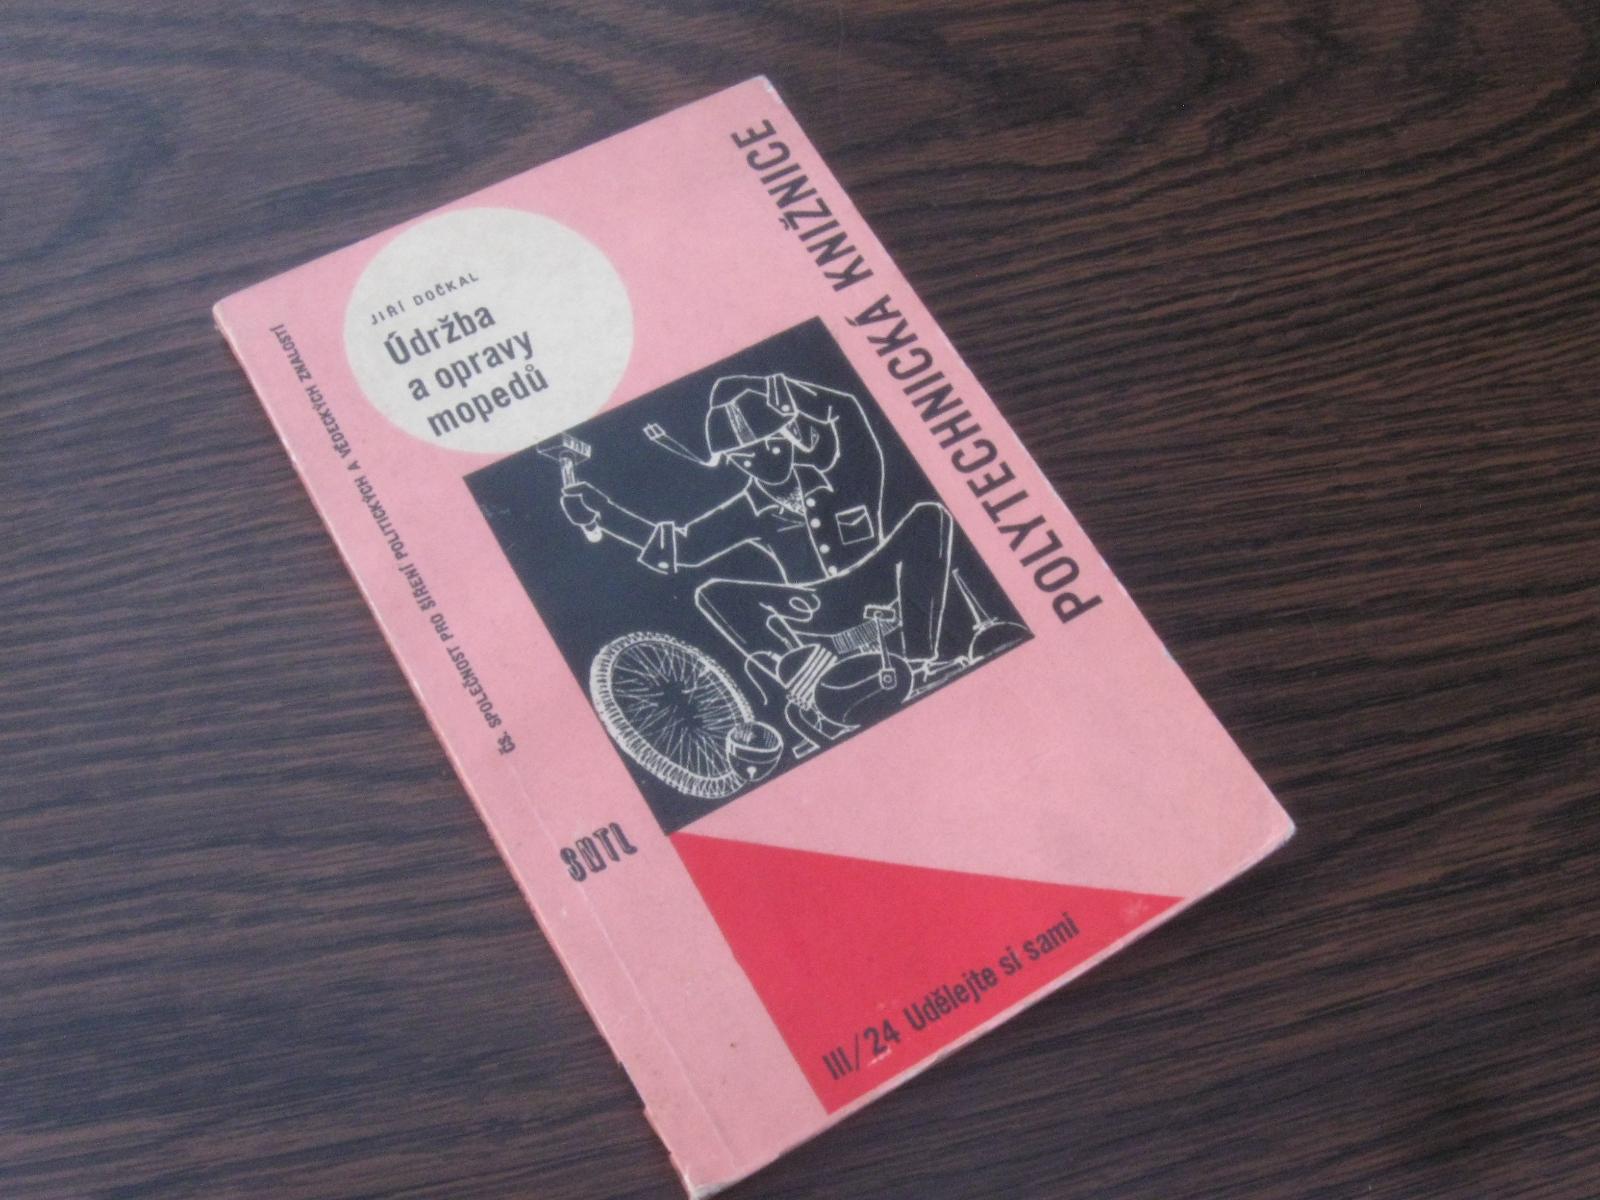 JIŘÍ DOČKAL
Údržba
a opravy
mopedů
POLYTECHNICKÁ KNIŽNICE
ČS. SPOLEČNOST PRO ŠÍŘENÍ POLITICKÝCH A VĚDECKÝCH ZNALOSTÍ
SNTL
III/24 Udělejte si sami